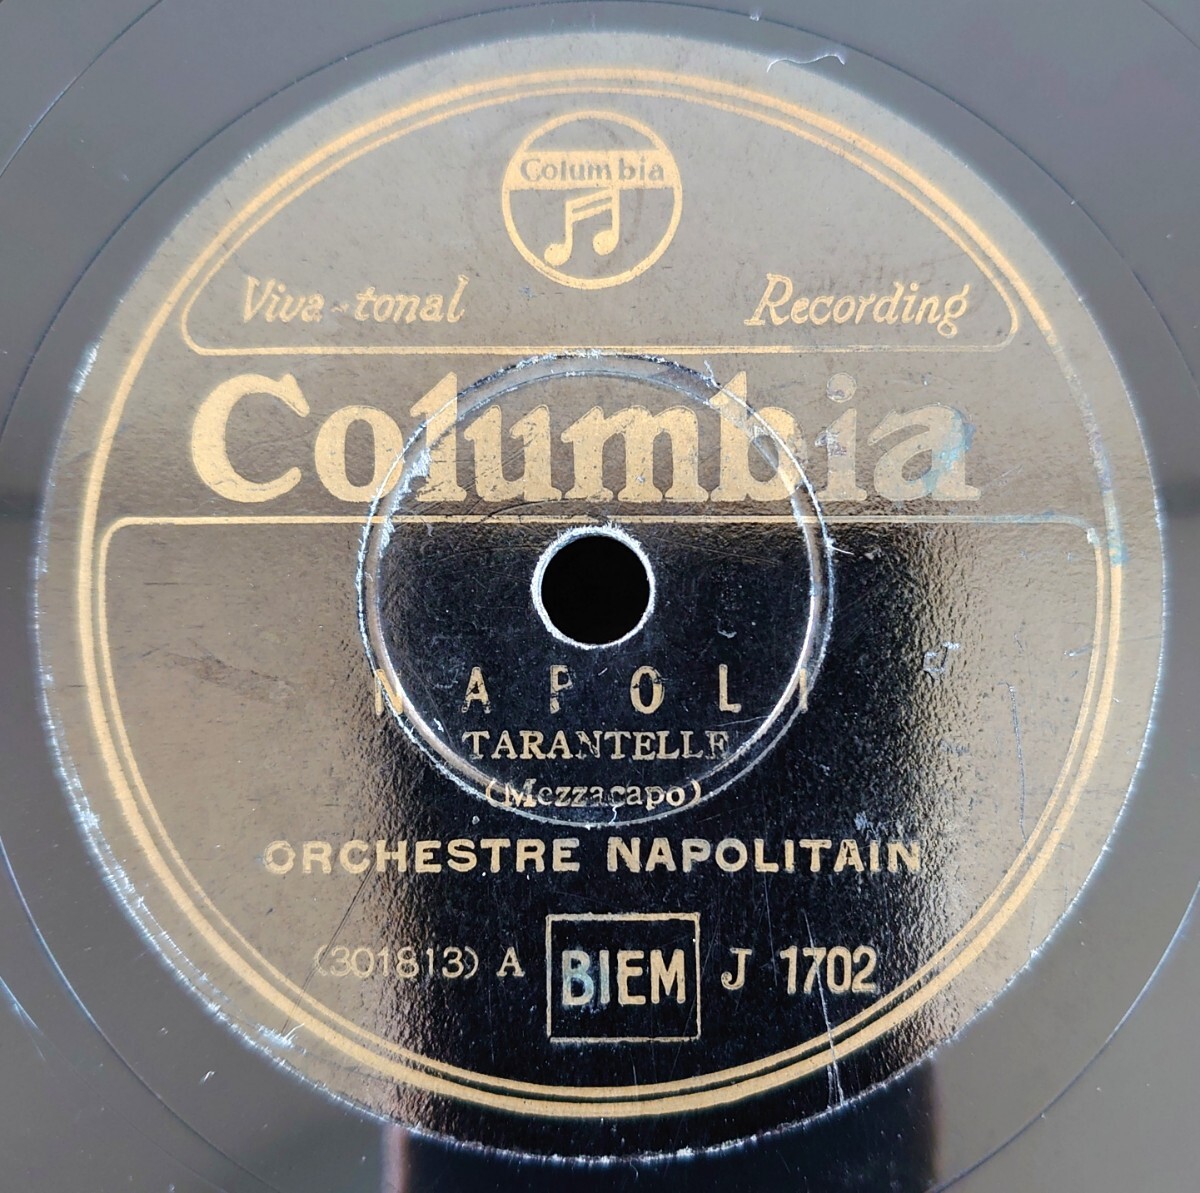 Columbia
Viva-tonal Recording
Columbia
NAPOLI
TARANTELLE
(Mezzacapo)
ORCHESTRE NAPOLITAIN
(301813) A BIEM J 1702